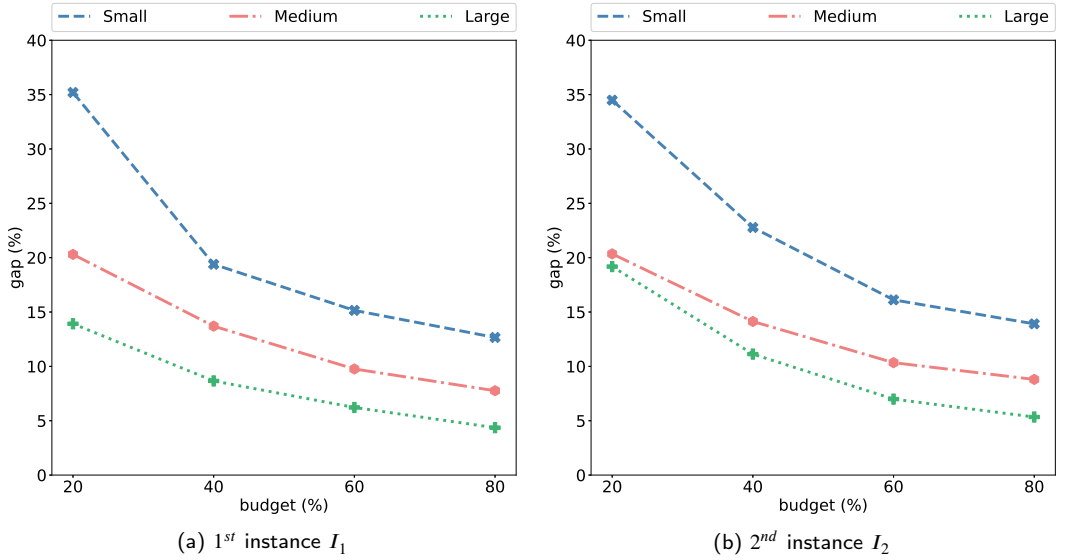 Small Medium Large
40
35
30
25
20
15
10
5
0
gap (%)
20 40 60 80
budget (%)
(a) 1st instance I1
Small Medium Large
40
35
30
25
20
15
10
5
0
gap (%)
20 40 60 80
budget (%)
(b) 2nd instance I2